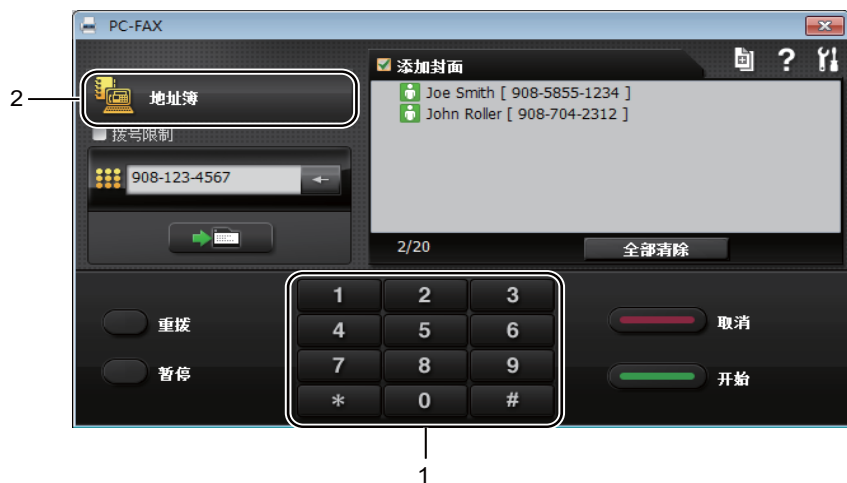 PC-FAX
添加封面
?
2
地址簿
Joe Smith [ 908-5855-1234 ]
John Roller [ 908-704-2312 ]
拨号限制
908-123-4567
2/20
全部清除
1 2 3
重拨
取消
4 5 6
7 8 9
暂停
开始
* 0 #
1